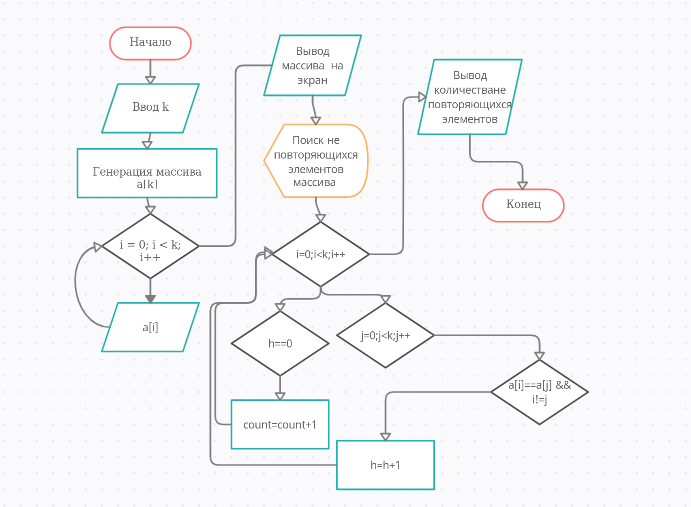 Начало
Ввод k
Генерация массива
a[k]
i = 0; i < k;
i++
a[i]
Вывод
массива на
экран
Поиск не
повторяющихся
элементов
массива
i=0;i<k;i++
h==0
count=count+1
j=0;j<k;j++
a[i]==a[j] &&
i!=j
h=h+1
Вывод
количестване
повторяющихся
элементов
Конец